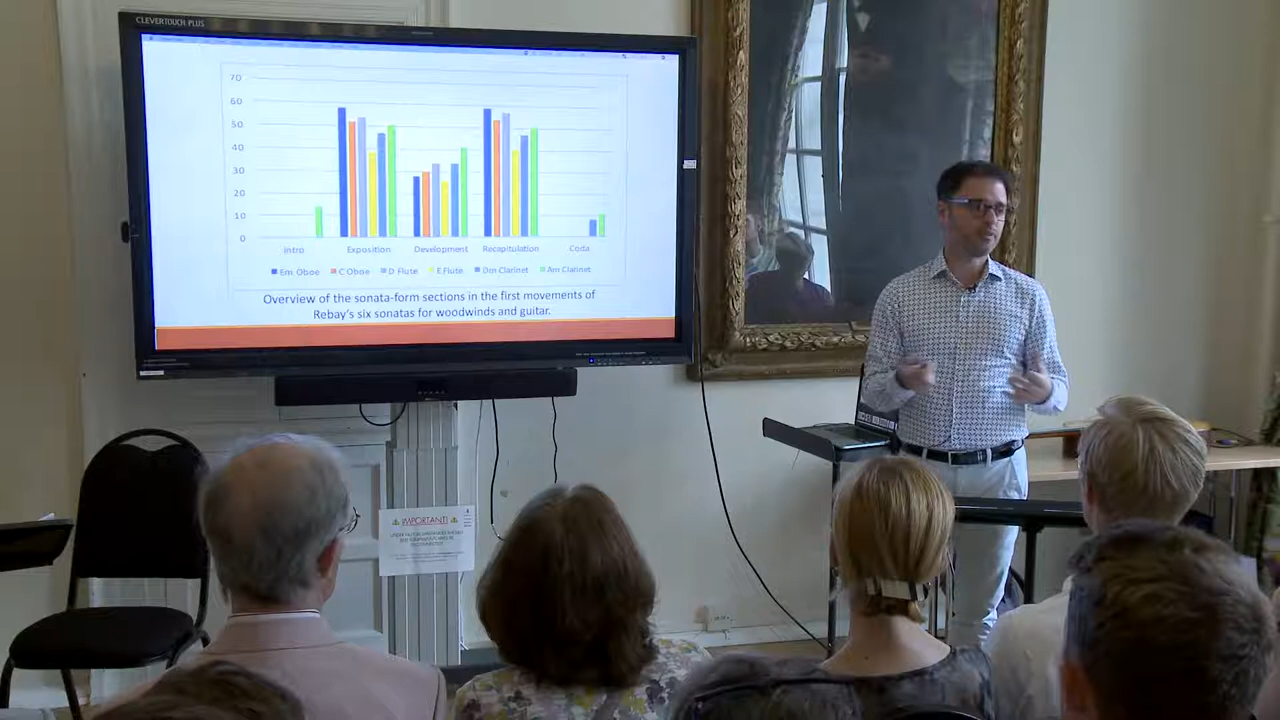 CLEVERTOUCH PLUS
70
60
50
40
30
20
10
0
Intro Exposition Development Recapitulation Coda
Em Oboe C Oboe D Flute E Flute Dm Clarinet Am Clarinet
Overview of the sonata-form sections in the first movements of
Rebay's six sonatas for woodwinds and guitar.
IMPORTANT!